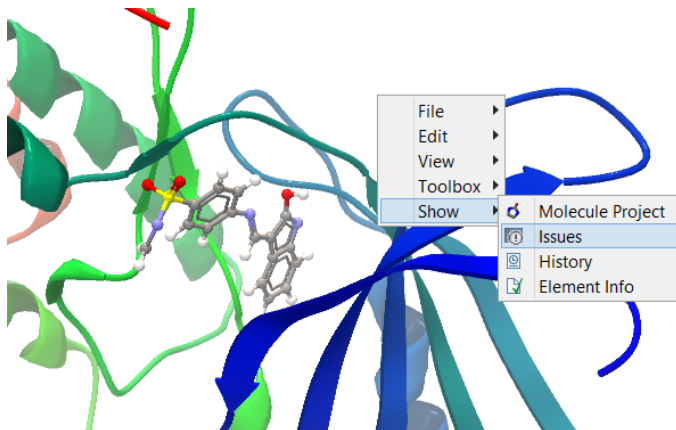 File
Edit
View
Toolbox
Show
Molecule Project
Issues
History
Element Info